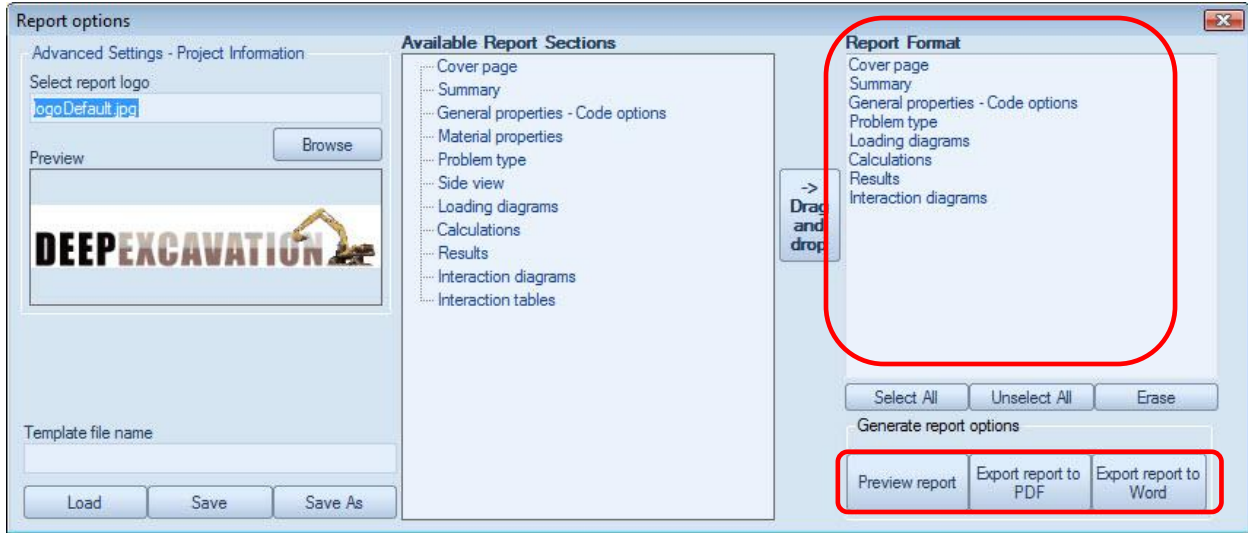 Report options
Advanced Settings - Project Information
Select report logo
logoDefault.jpg
Browse
Preview
DEEPEXCAVATION
Template file name
Load
Save
Save As
Available Report Sections
Cover page
Summary
General properties - Code options
Material properties
Problem type
Side view
Loading diagrams
Calculations
Results
Interaction diagrams
Interaction tables
->
Drag
and
drop
Report Format
Cover page
Summary
General properties - Code options
Problem type
Loading diagrams
Calculations
Results
Interaction diagrams
Select All
Unselect All
Erase
Generate report options
Preview report
Export report to
PDF
Export report to
Word